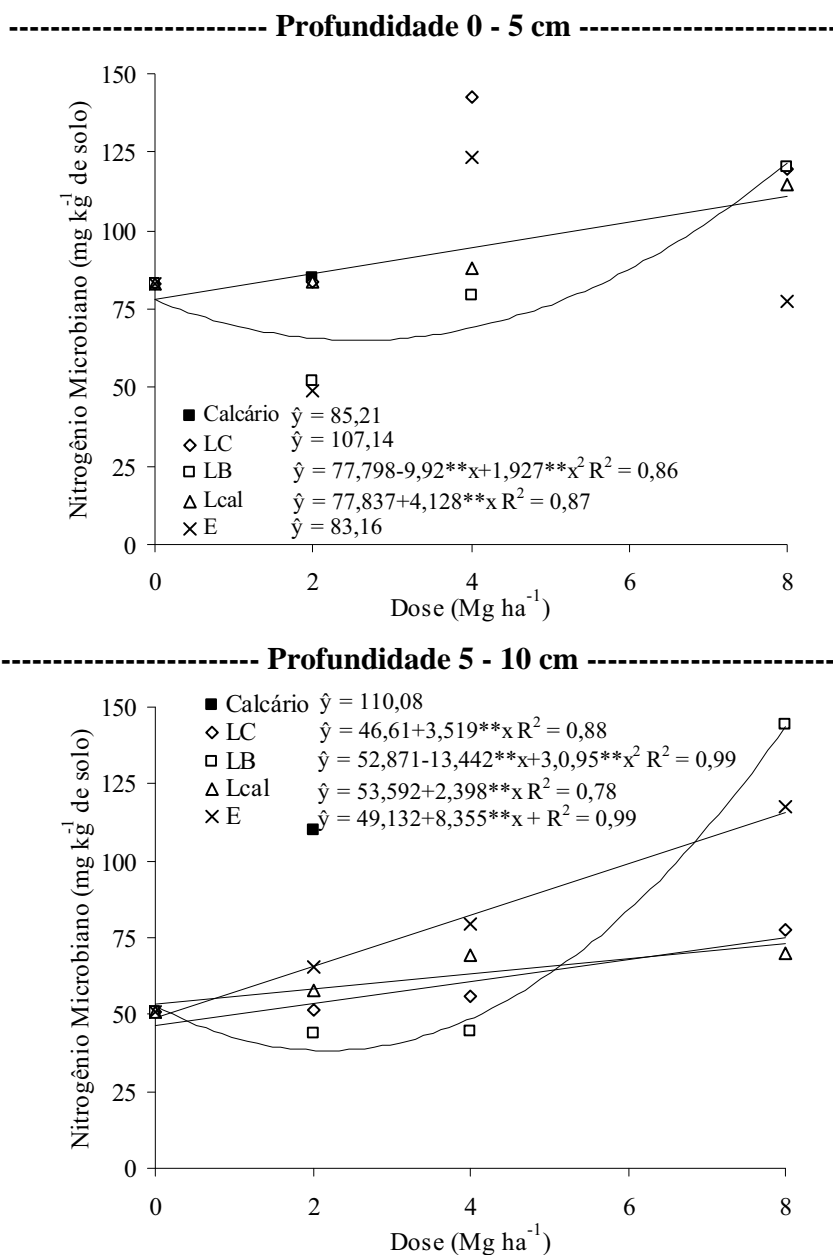 -------------------------- Profundidade 0 - 5 cm --------------------------
Nitrogênio Microbiano (mg kg⁻¹ de solo)
150
125
100
75
50
25
0
■ Calcário ŷ = 85,21
◇ LC ŷ = 107,14
□ LB ŷ = 77,798-9,92**x+1,927**x² R² = 0,86
△ Lcal ŷ = 77,837+4,128**x R² = 0,87
× E ŷ = 83,16
0 2 4 6 8
Dose (Mg ha⁻¹)
-------------------------- Profundidade 5 - 10 cm --------------------------
Nitrogênio Microbiano (mg kg⁻¹ de solo)
150
125
100
75
50
25
0
■ Calcário ŷ = 110,08
◇ LC ŷ = 46,61+3,519**x R² = 0,88
□ LB ŷ = 52,871-13,442**x+3,0,95**x² R² = 0,99
△ Lcal ŷ = 53,592+2,398**x R² = 0,78
× E ŷ = 49,132+8,355**x + R² = 0,99
0 2 4 6 8
Dose (Mg ha⁻¹)